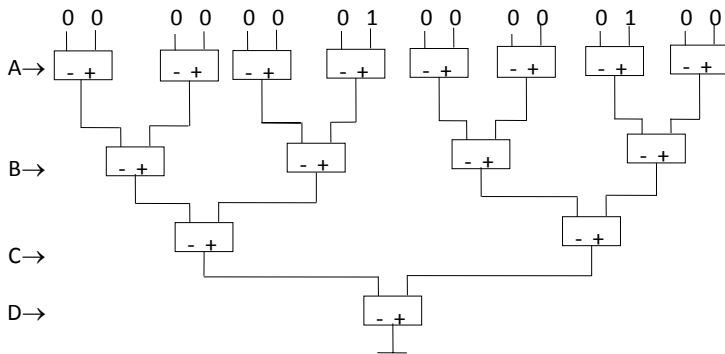 0 0 0 0 0 0 0 1 0 0 0 0 0 1 0 0
A→ - + - + - + - + - + - + - + - +
B→ - + - + - + - +
C→ - + - +
D→ - +